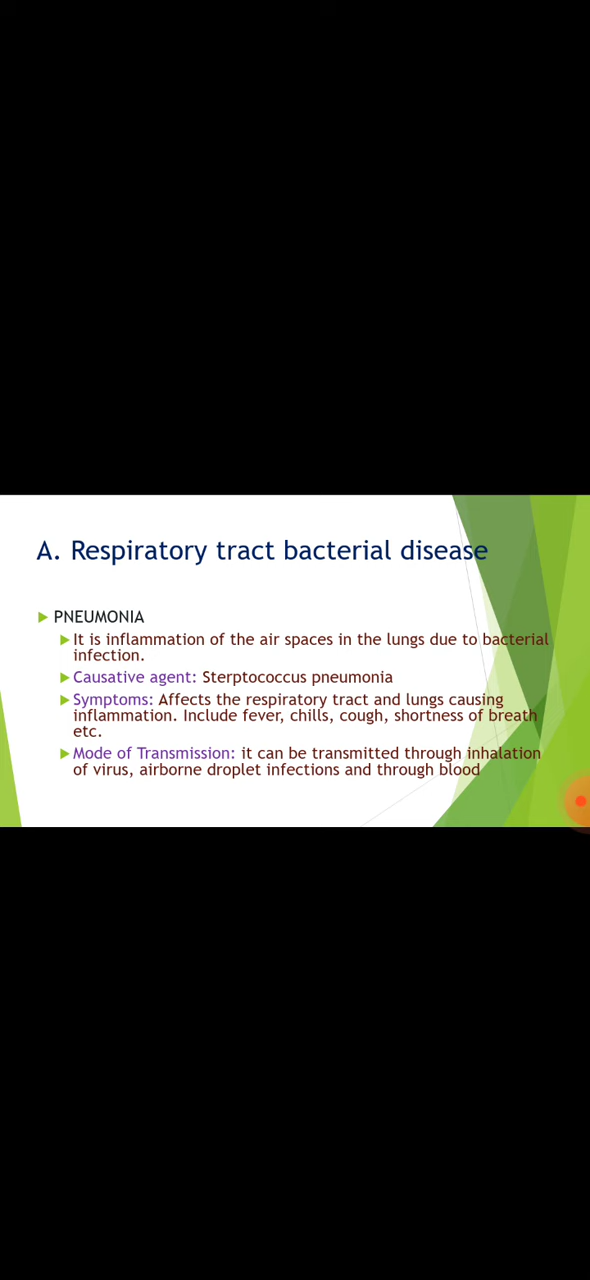 A. Respiratory tract bacterial disease
PNEUMONIA
It is inflammation of the air spaces in the lungs due to bacterial
infection.
Causative agent: Sterptococcus pneumonia
Symptoms: Affects the respiratory tract and lungs causing
inflammation. Include fever, chills, cough, shortness of breath
etc.
Mode of Transmission: it can be transmitted through inhalation
of virus, airborne droplet infections and through blood